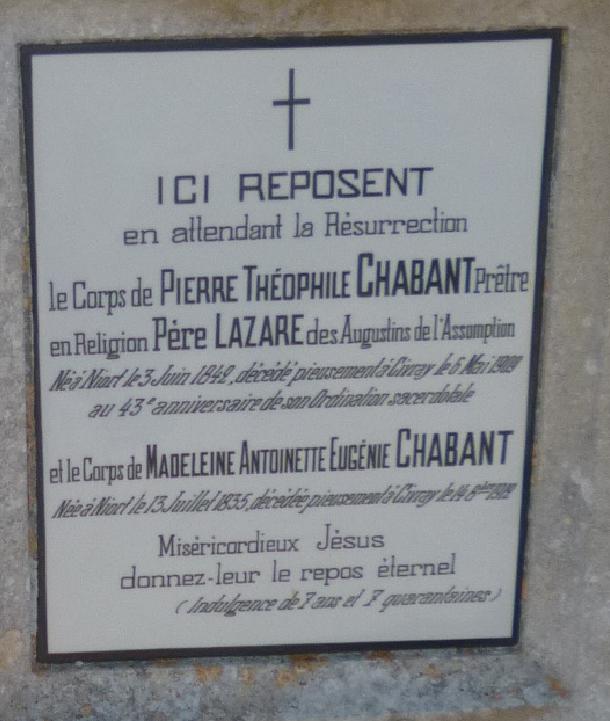 ICI REPOSENT
en attendant la Résurrection
le Corps de PIERRE THÉOPHILE CHABANT Prêtre
en Religion Père LAZARE des Augustins de l'Assomption
Né à Niort le 3 Juin 1842, décédé pieusement à Civray le 6 Mai 1909
au 43e anniversaire de son Ordination sacerdotale
et le Corps de MADELEINE ANTOINETTE EUGÉNIE CHABANT
Née à Niort le 13 Juillet 1835, décédée pieusement à Civray le 14 8bre
Miséricordieux Jésus
donnez-leur le repos éternel
(Indulgence de 7 ans et 7 quarantaines)